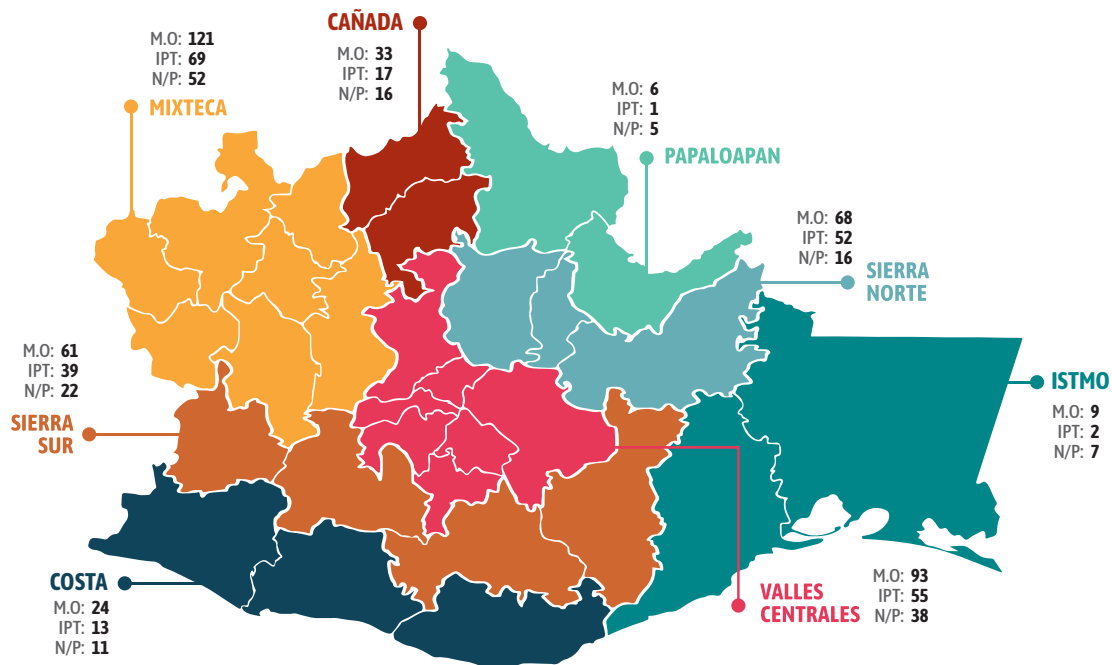 M.O: 121
IPT: 69
N/P: 52
MIXTECA
CAÑADA
M.O: 33
IPT: 17
N/P: 16
M.O: 6
IPT: 1
N/P: 5
PAPALOAPAN
M.O: 68
IPT: 52
N/P: 16
SIERRA
NORTE
M.O: 61
IPT: 39
N/P: 22
SIERRA
SUR
ISTMO
M.O: 9
IPT: 2
N/P: 7
COSTA
M.O: 24
IPT: 13
N/P: 11
VALLES
CENTRALES
M.O: 93
IPT: 55
N/P: 38